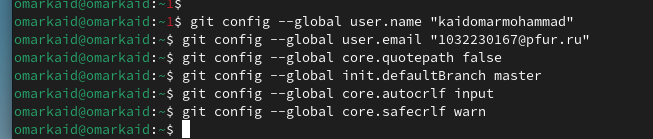 omarkaid@omarkaid:~1$
omarkaid@omarkaid:~1$ git config --global user.name "kaidomarmohammad"
omarkaid@omarkaid:~$ git config --global user.email "1032230167@pfur.ru"
omarkaid@omarkaid:~$ git config --global core.quotepath false
omarkaid@omarkaid:~$ git config --global init.defaultBranch master
omarkaid@omarkaid:~$ git config --global core.autocrlf input
omarkaid@omarkaid:~$ git config --global core.safecrlf warn
omarkaid@omarkaid:~$